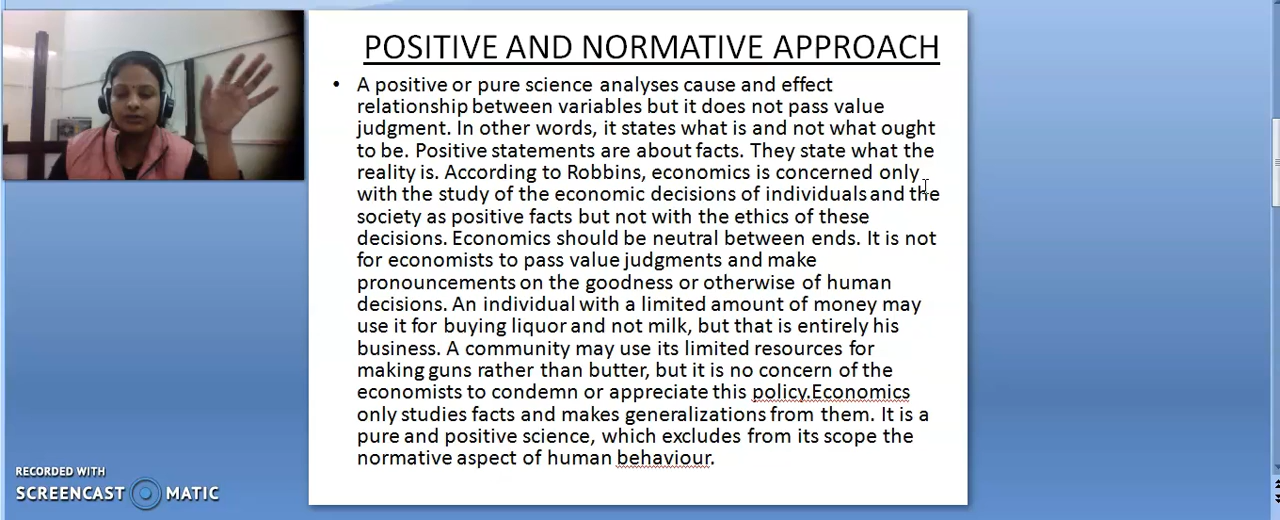 POSITIVE AND NORMATIVE APPROACH
• A positive or pure science analyses cause and effect
relationship between variables but it does not pass value
judgment. In other words, it states what is and not what ought
to be. Positive statements are about facts. They state what the
reality is. According to Robbins, economics is concerned only
with the study of the economic decisions of individuals and the
society as positive facts but not with the ethics of these
decisions. Economics should be neutral between ends. It is not
for economists to pass value judgments and make
pronouncements on the goodness or otherwise of human
decisions. An individual with a limited amount of money may
use it for buying liquor and not milk, but that is entirely his
business. A community may use its limited resources for
making guns rather than butter, but it is no concern of the
economists to condemn or appreciate this policy.Economics
only studies facts and makes generalizations from them. It is a
pure and positive science, which excludes from its scope the
normative aspect of human behaviour.
RECORDED WITH
SCREENCAST MATIC